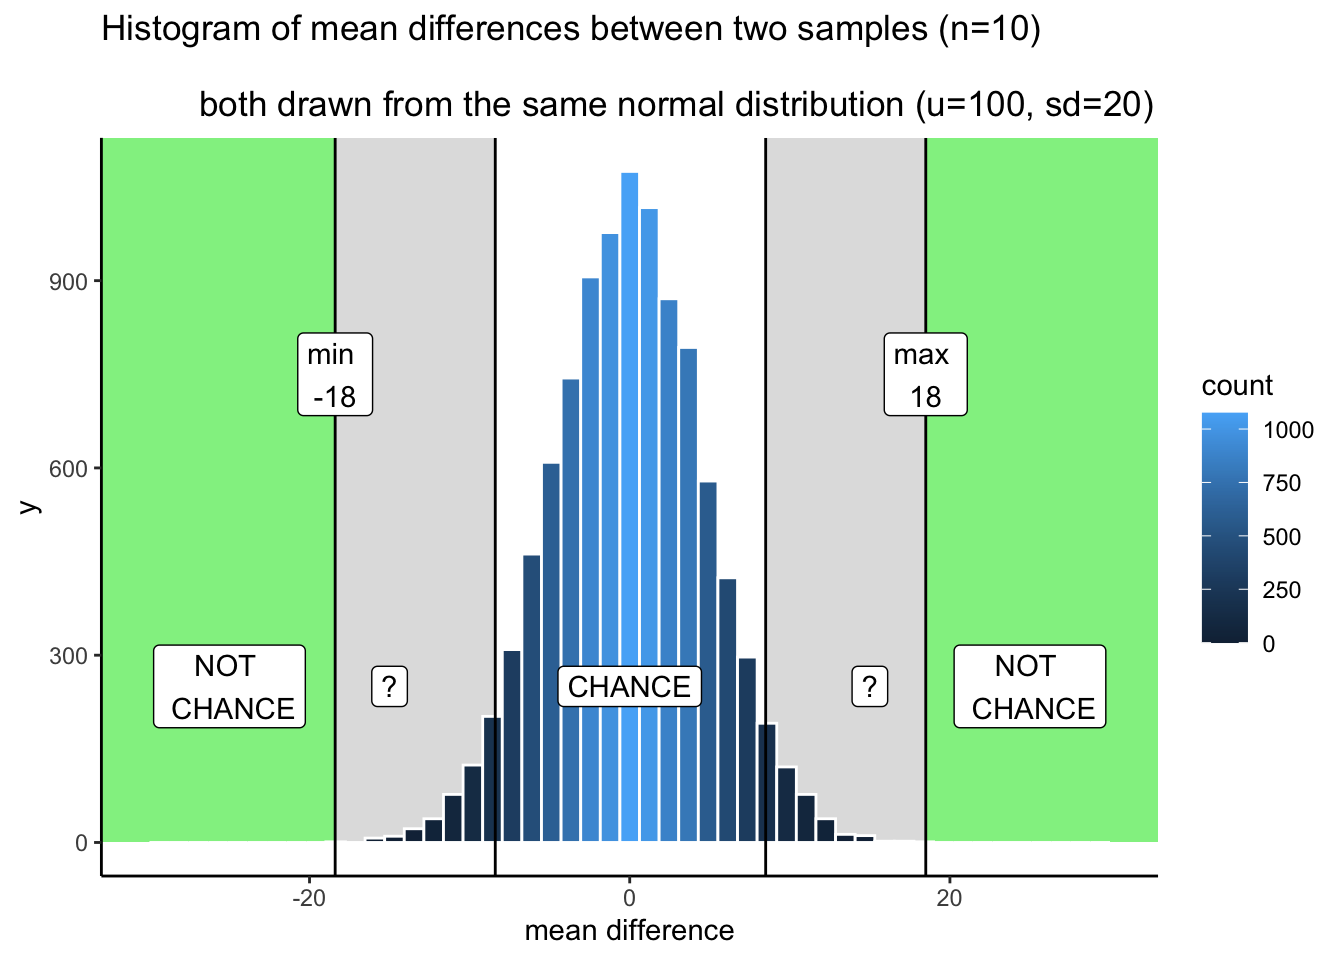 Histogram of mean differences between two samples (n=10)
both drawn from the same normal distribution (u=100, sd=20)
y
900
600
300
0
min
-18
max
18
NOT
CHANCE
?
CHANCE
?
NOT
CHANCE
-20
0
20
mean difference
count
1000
750
500
250
0